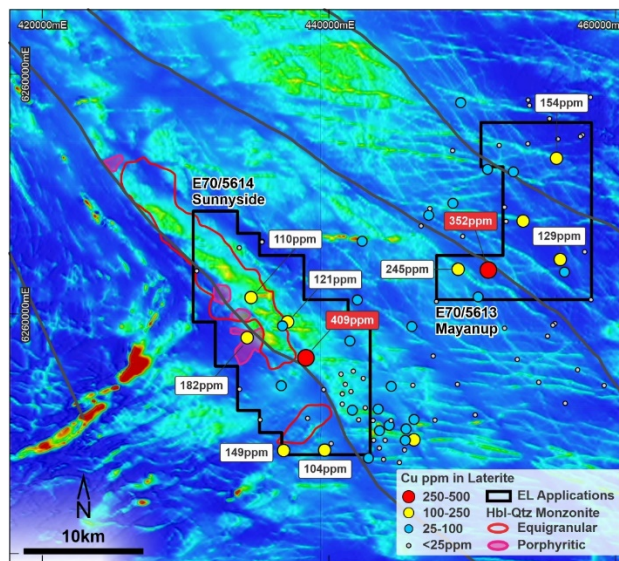 420000mE
440000mE
460000mE
6260000mE
6260000mE
154ppm
E70/5614
Sunnyside
352ppm
110ppm
129ppm
245ppm
121ppm
E70/5613
Mayanup
409ppm
182ppm
149ppm
104ppm
N
10km
Cu ppm in Laterite
250-500
EL Applications
100-250
Hbl-Qtz Monzonite
25-100
Equigranular
<25ppm
Porphyritic